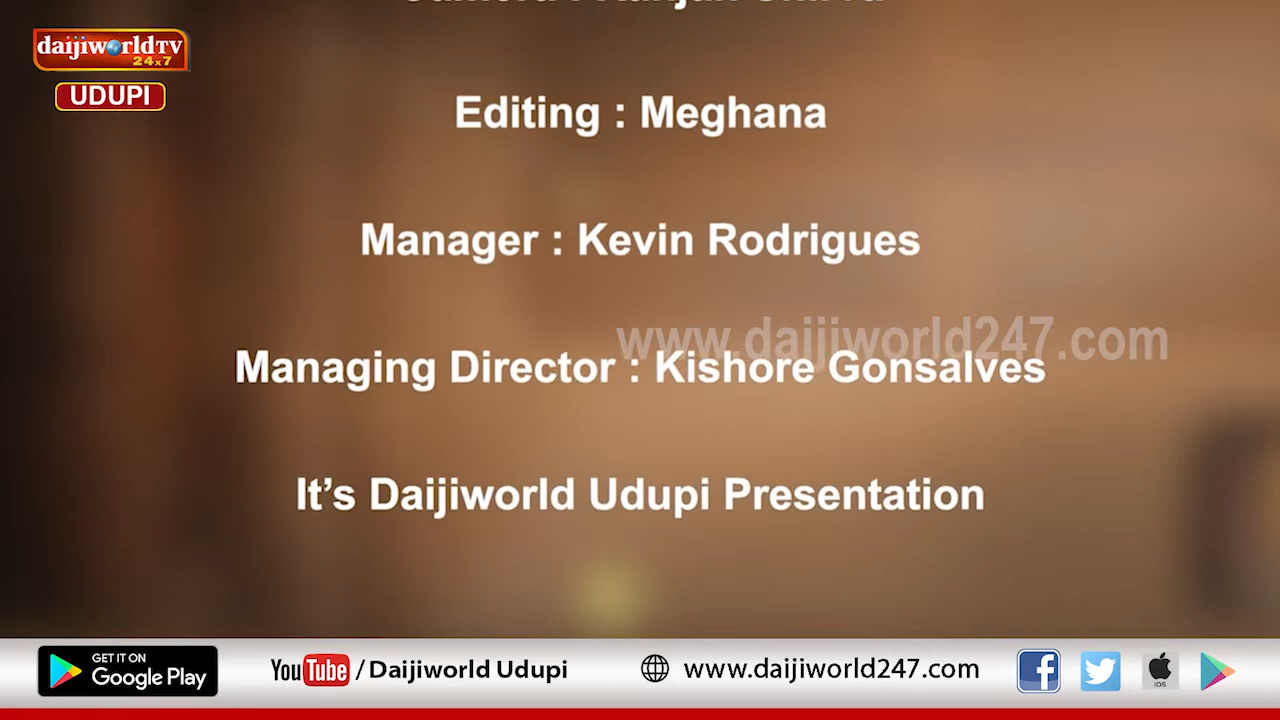 daijiworldTV
24x7
UDUPI
Editing : Meghana
Manager : Kevin Rodrigues
www.daijiworld247.com
Managing Director : Kishore Gonsalves
It’s Daijiworld Udupi Presentation
GET IT ON
Google Play
YouTube / Daijiworld Udupi
www.daijiworld247.com
f
iOS